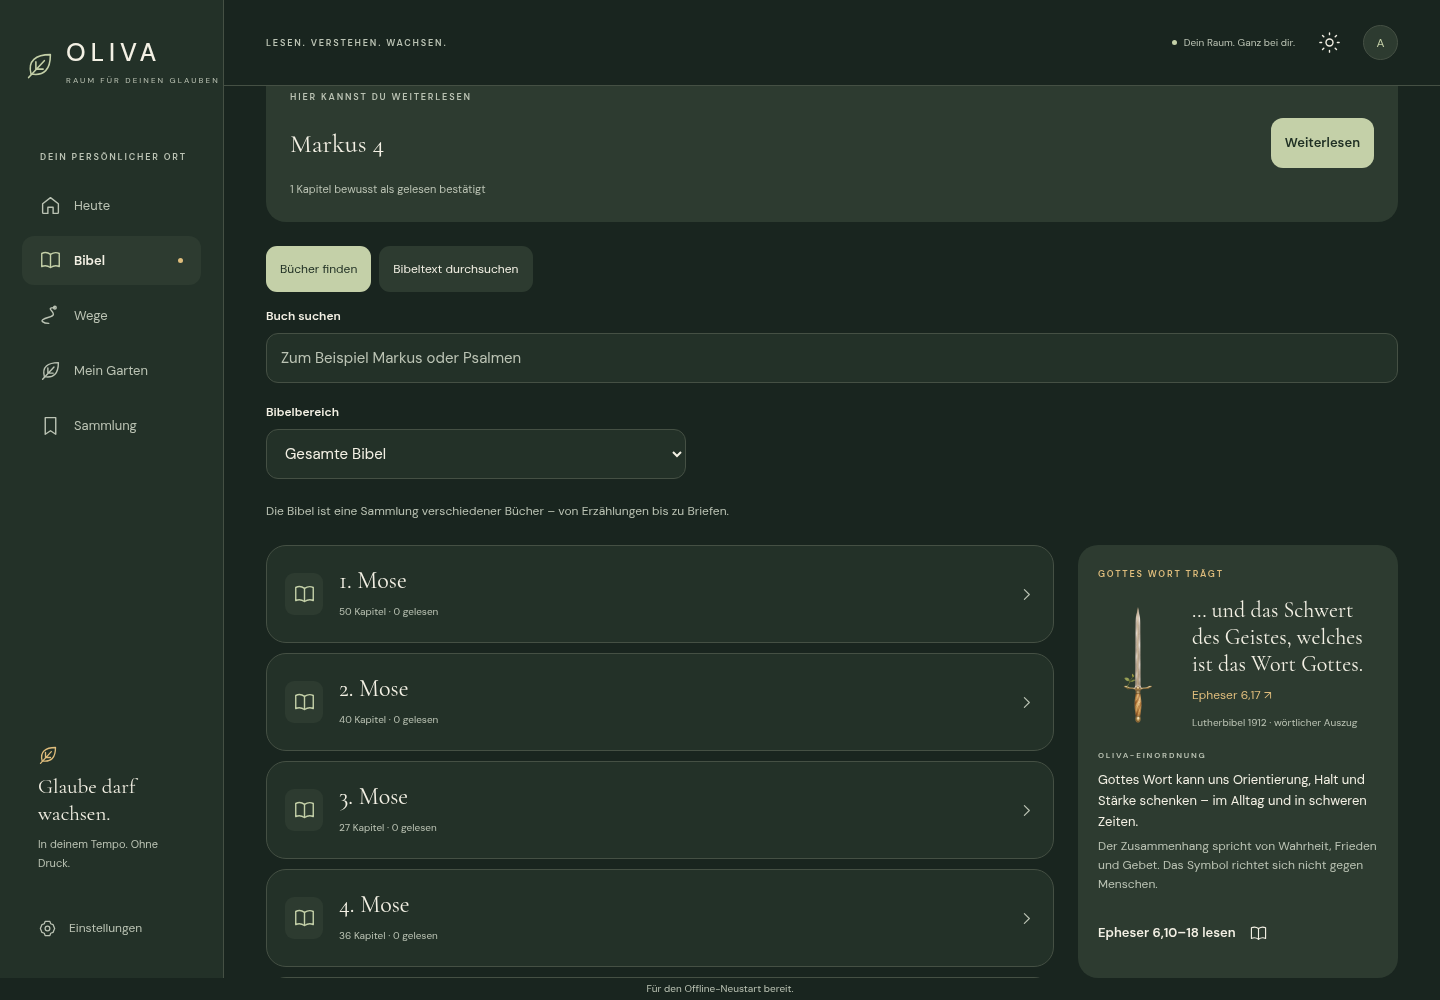 OLIVA
RAUM FÜR DEINEN GLAUBEN
DEIN PERSÖNLICHER ORT
Heute
Bibel
Wege
Mein Garten
Sammlung
Glaube darf
wachsen.
In deinem Tempo. Ohne
Druck.
Einstellungen
LESEN. VERSTEHEN. WACHSEN.
Dein Raum. Ganz bei dir.
A
HIER KANNST DU WEITERLESEN
Markus 4
1 Kapitel bewusst als gelesen bestätigt
Weiterlesen
Bücher finden
Bibeltext durchsuchen
Buch suchen
Zum Beispiel Markus oder Psalmen
Bibelbereich
Gesamte Bibel
Die Bibel ist eine Sammlung verschiedener Bücher – von Erzählungen bis zu Briefen.
1. Mose
50 Kapitel · 0 gelesen
2. Mose
40 Kapitel · 0 gelesen
3. Mose
27 Kapitel · 0 gelesen
4. Mose
36 Kapitel · 0 gelesen
GOTTES WORT TRÄGT
… und das Schwert
des Geistes, welches
ist das Wort Gottes.
Epheser 6,17
Lutherbibel 1912 · wörtlicher Auszug
OLIVA-EINORDNUNG
Gottes Wort kann uns Orientierung, Halt und
Stärke schenken – im Alltag und in schweren
Zeiten.
Der Zusammenhang spricht von Wahrheit, Frieden
und Gebet. Das Symbol richtet sich nicht gegen
Menschen.
Epheser 6,10–18 lesen
Für den Offline-Neustart bereit.